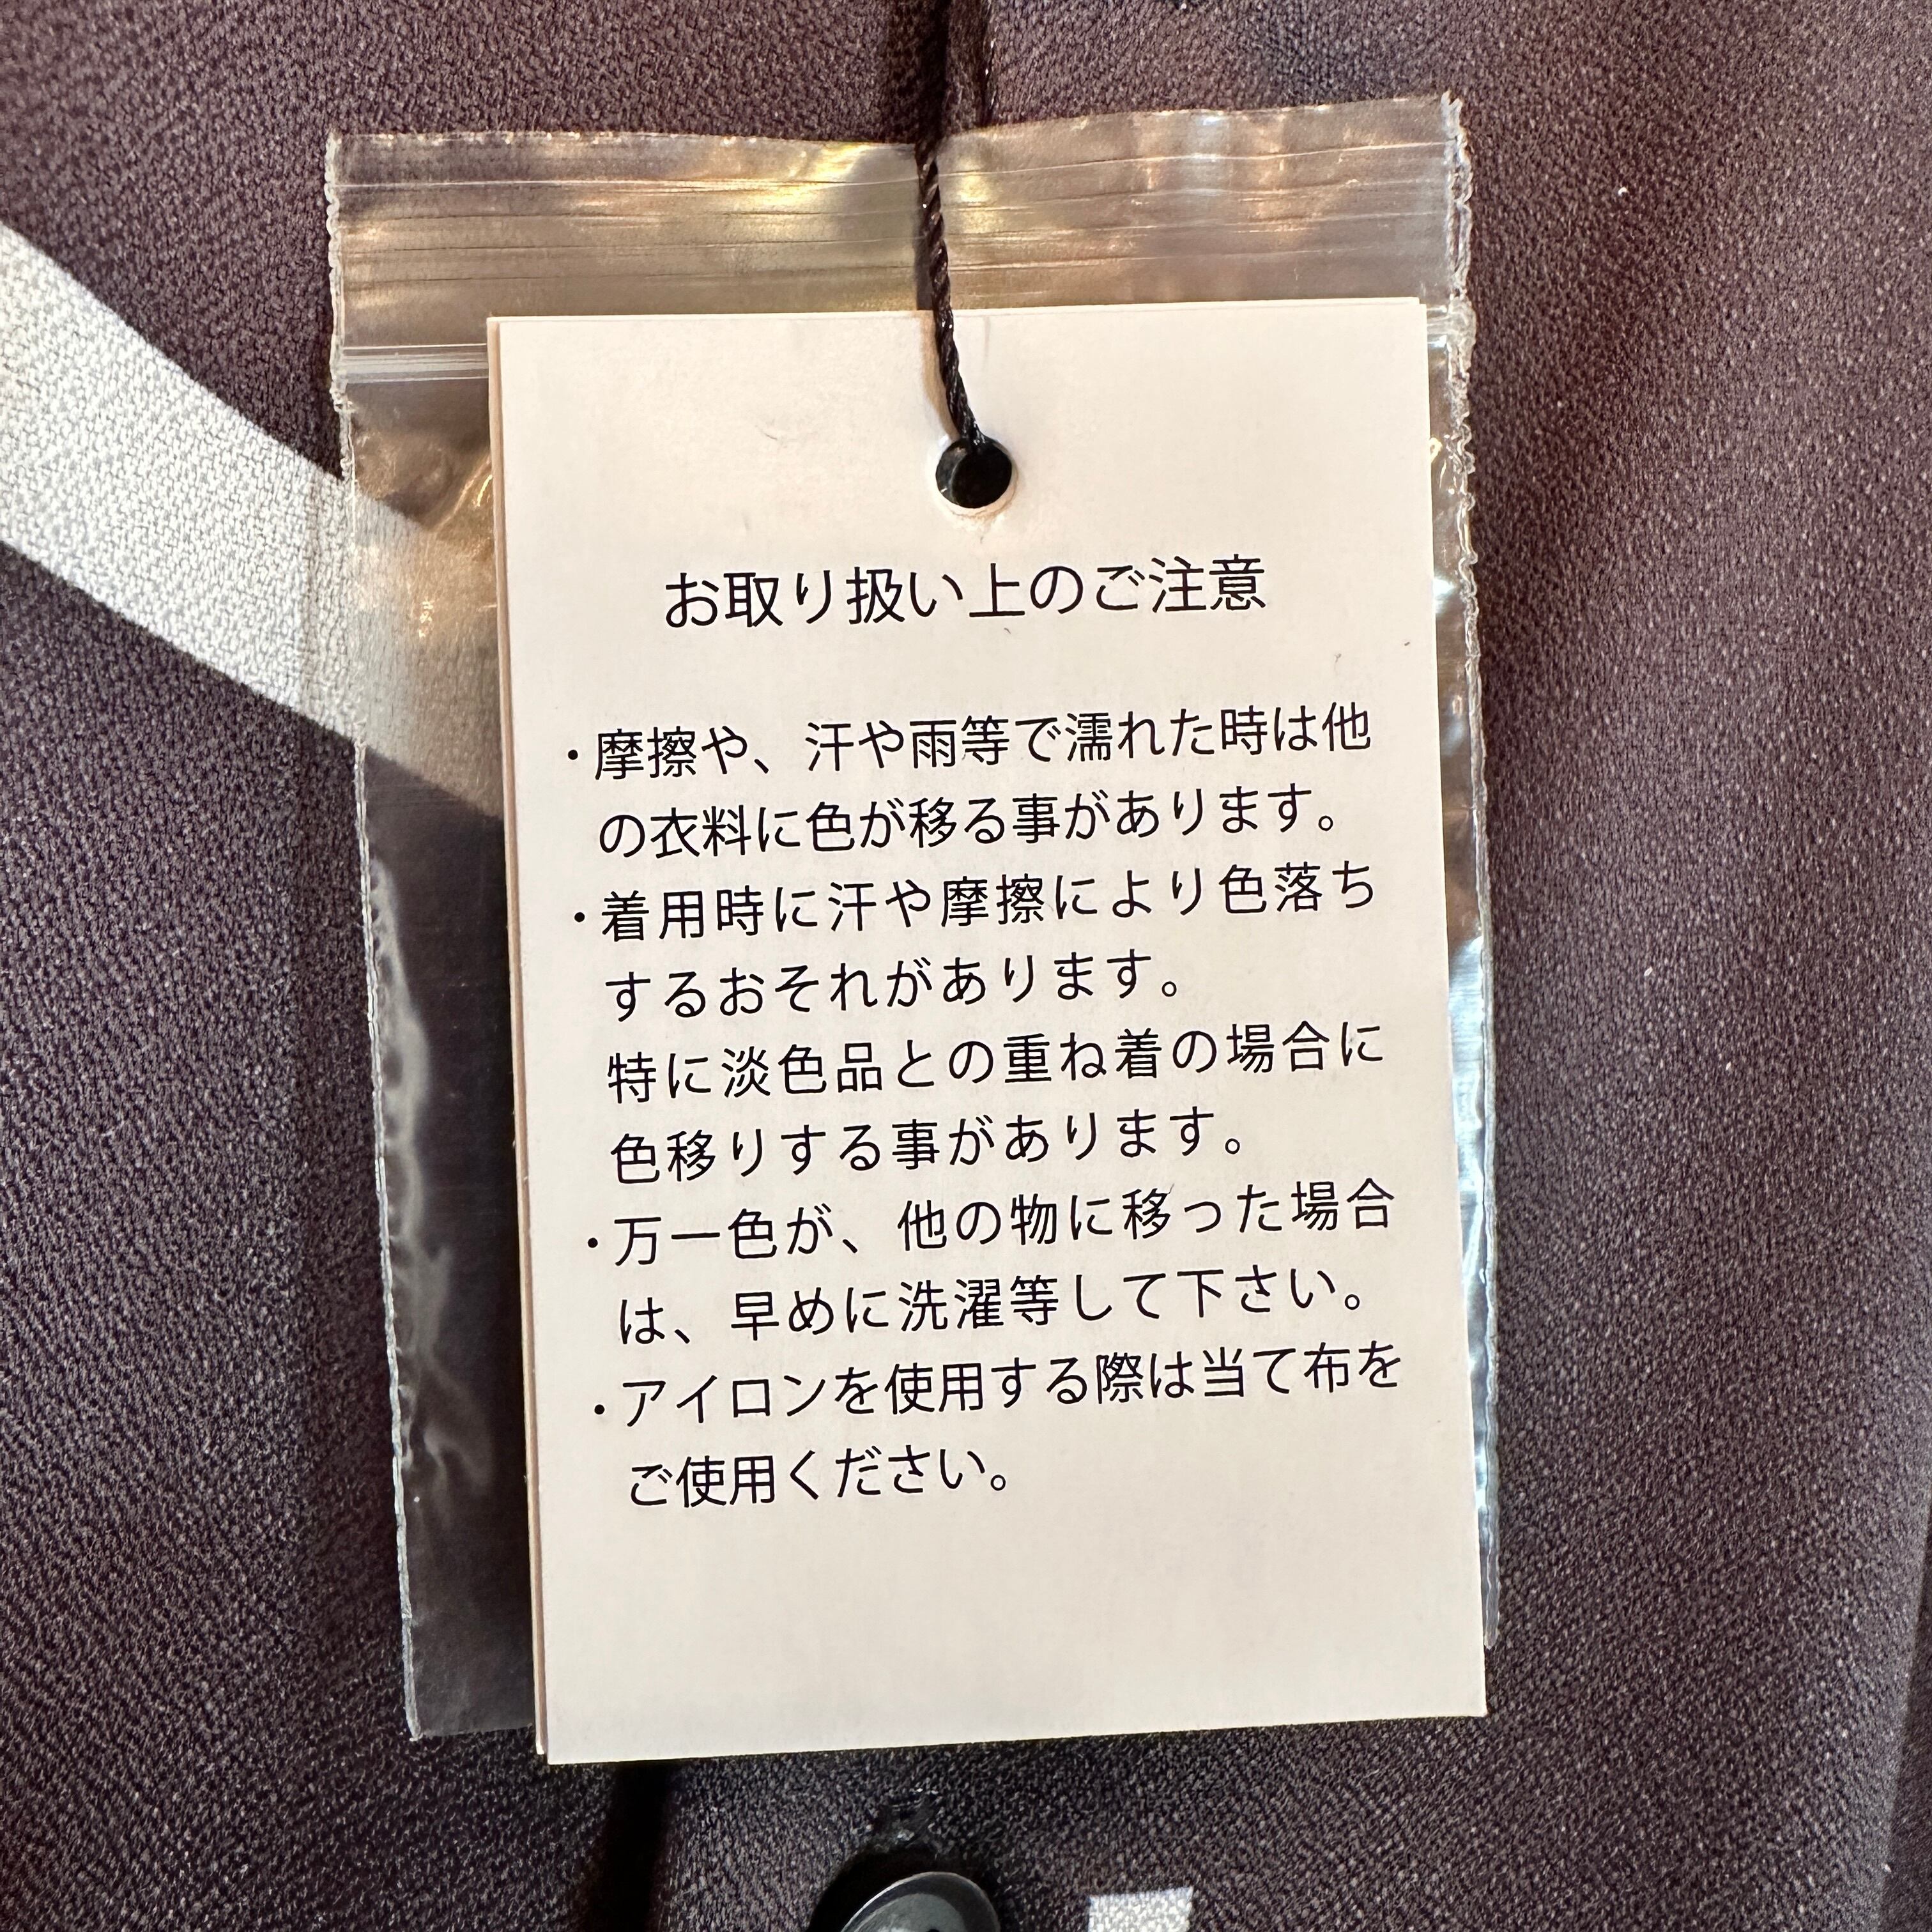 お取り扱い上のご注意
・摩擦や、汗や雨等で濡れた時は他
の衣料に色が移る事があります。
・着用時に汗や摩擦により色落ち
するおそれがあります。
特に淡色品との重ね着の場合に
色移りする事があります。
・万一色が、他の物に移った場合
は、早めに洗濯等して下さい。
・アイロンを使用する際は当て布を
ご使用ください。